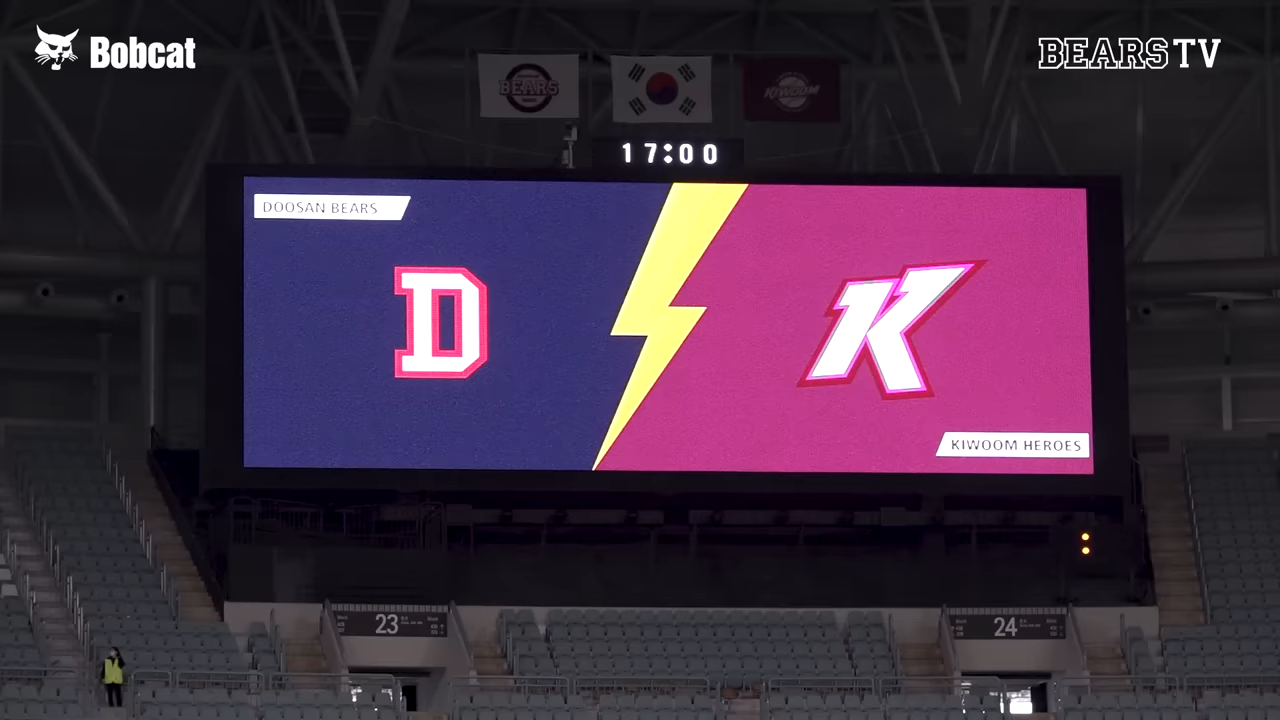 Bobcat
BEARS TV
BEARS
KIWOOM
17:00
DOOSAN BEARS
D
K
KIWOOM HEROES
23
24